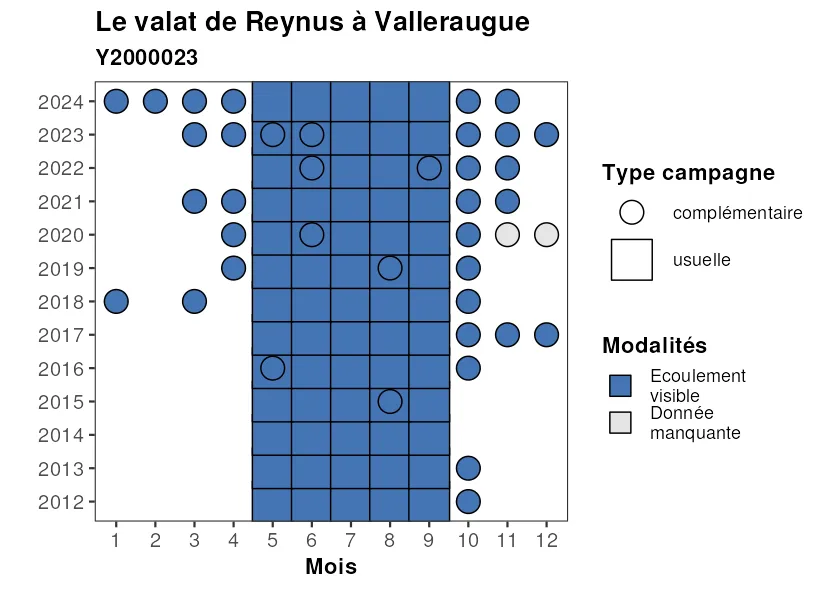 Le valat de Reynus à Valleraugue
Y2000023
2024
2023
2022
2021
2020
2019
2018
2017
2016
2015
2014
2013
2012
1 2 3 4 5 6 7 8 9 10 11 12
Mois
Type campagne
complémentaire
usuelle
Modalités
Ecoulement
visible
Donnée
manquante